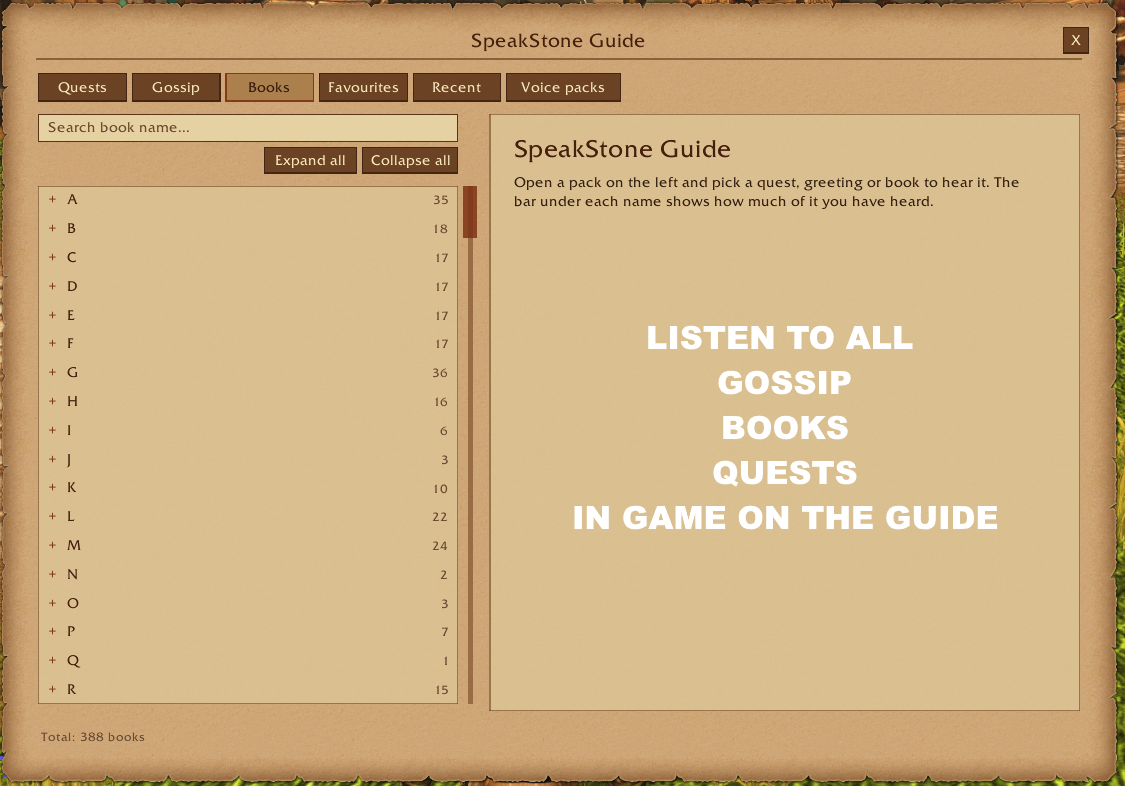 SpeakStone Guide
X
Quests
Gossip
Books
Favourites
Recent
Voice packs
Search book name...
Expand all
Collapse all
+ A 35
+ B 18
+ C 17
+ D 17
+ E 17
+ F 17
+ G 36
+ H 16
+ I 6
+ J 3
+ K 10
+ L 22
+ M 24
+ N 2
+ O 3
+ P 7
+ Q 1
+ R 15
Total: 388 books
SpeakStone Guide
Open a pack on the left and pick a quest, greeting or book to hear it. The
bar under each name shows how much of it you have heard.
LISTEN TO ALL
GOSSIP
BOOKS
QUESTS
IN GAME ON THE GUIDE